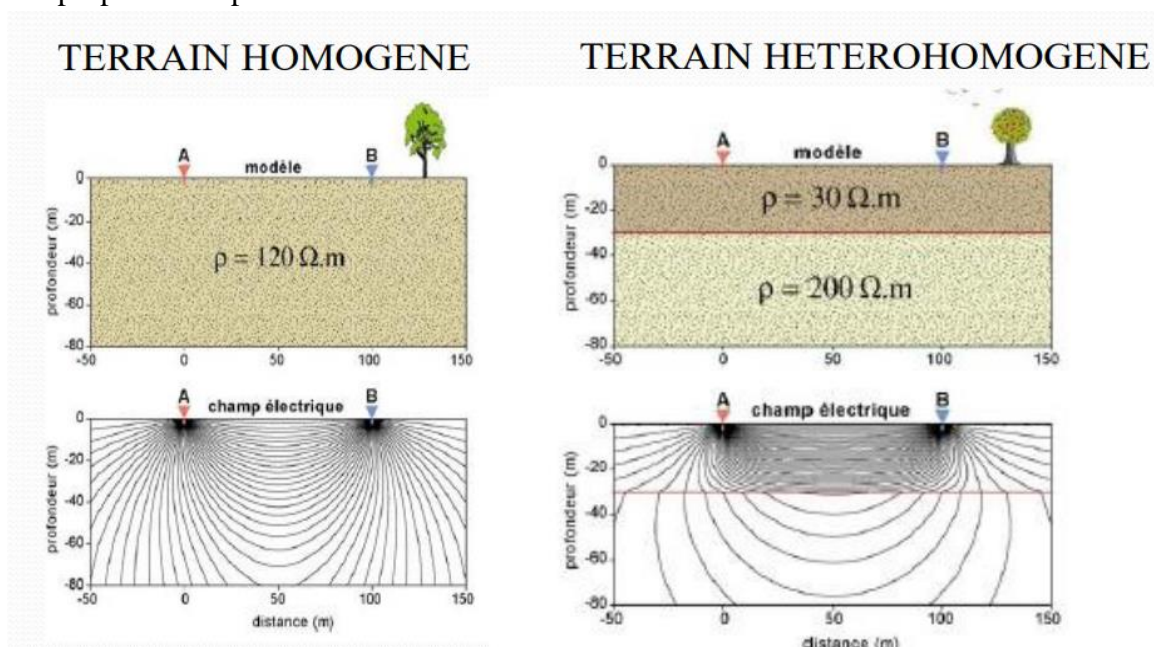 TERRAIN HOMOGENE
A
B
modèle
0
-20
-40
-60
-80
profondeur (m)
ρ = 120 Ω.m
-50 0 50 100 150
A
B
champ électrique
0
-20
-40
-60
-80
profondeur (m)
-50 0 50 100 150
distance (m)
TERRAIN HETEROHOMOGENE
A
B
modèle
0
-20
-40
-60
-80
profondeur (m)
ρ = 30 Ω.m
ρ = 200 Ω.m
-50 0 50 100 150
A
B
champ électrique
0
-20
-40
-60
-80
profondeur (m)
-50 0 50 100 150
distance (m)